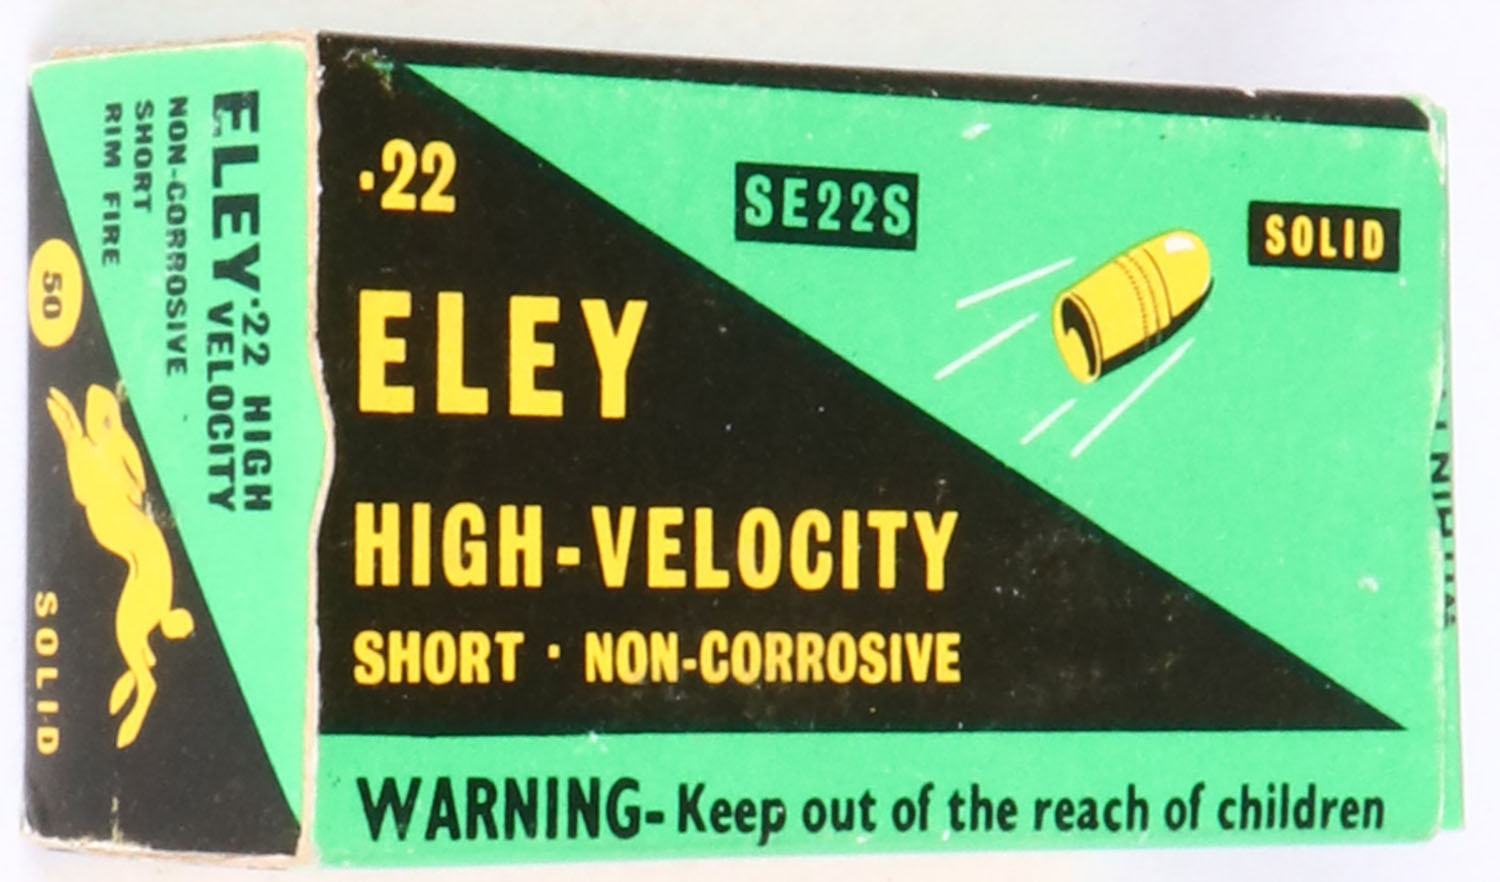 ELEY ·22 HIGH VELOCITY
NON-CORROSIVE
SHORT
RIM FIRE
50
SOLID
·22
SE22S
SOLID
ELEY
HIGH-VELOCITY
SHORT · NON-CORROSIVE
WARNING- Keep out of the reach of children